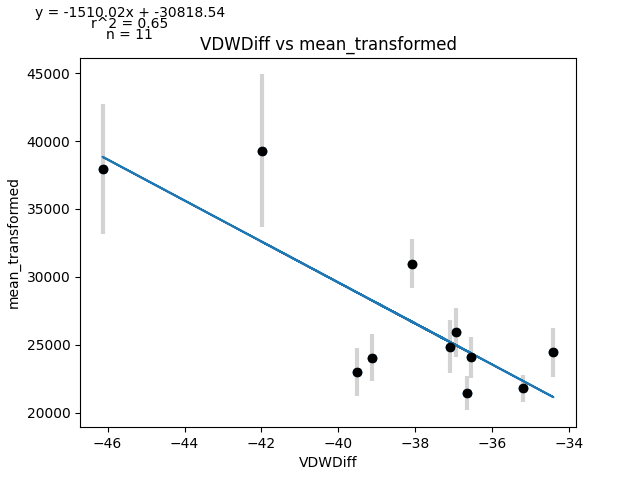 y = -1510.02x + -30818.54
r^2 = 0.65
n = 11
VDWDiff vs mean_transformed
45000
40000
35000
30000
25000
20000
mean_transformed
−46
−44
−42
−40
−38
−36
−34
VDWDiff